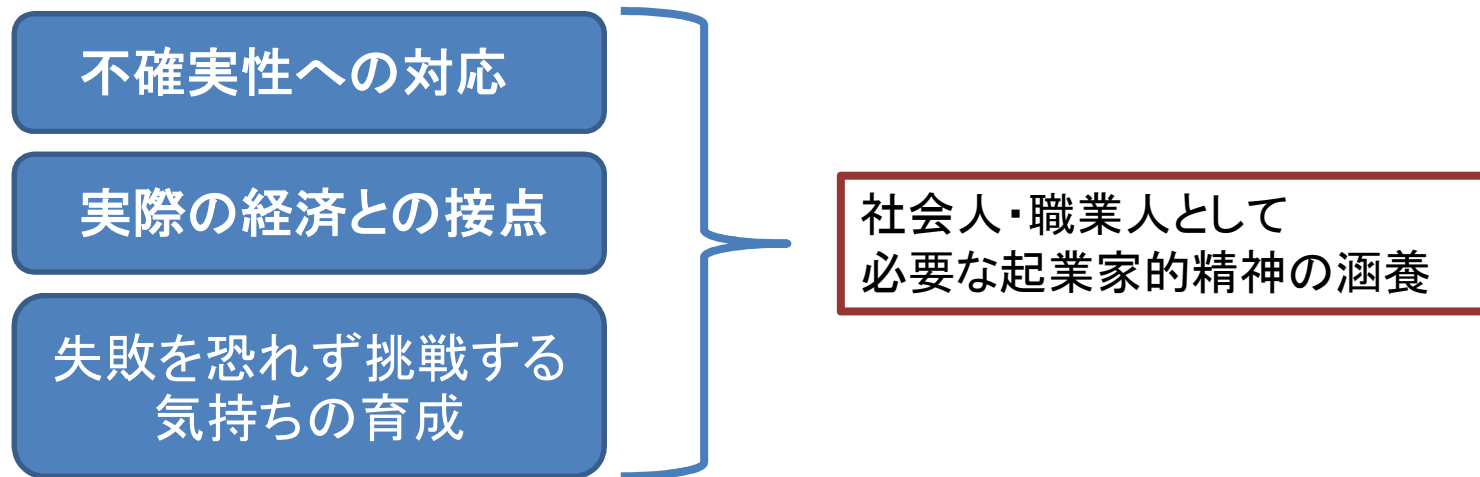 不確実性への対応
実際の経済との接点
失敗を恐れず挑戦する
気持ちの育成
社会人・職業人として
必要な起業家的精神の涵養